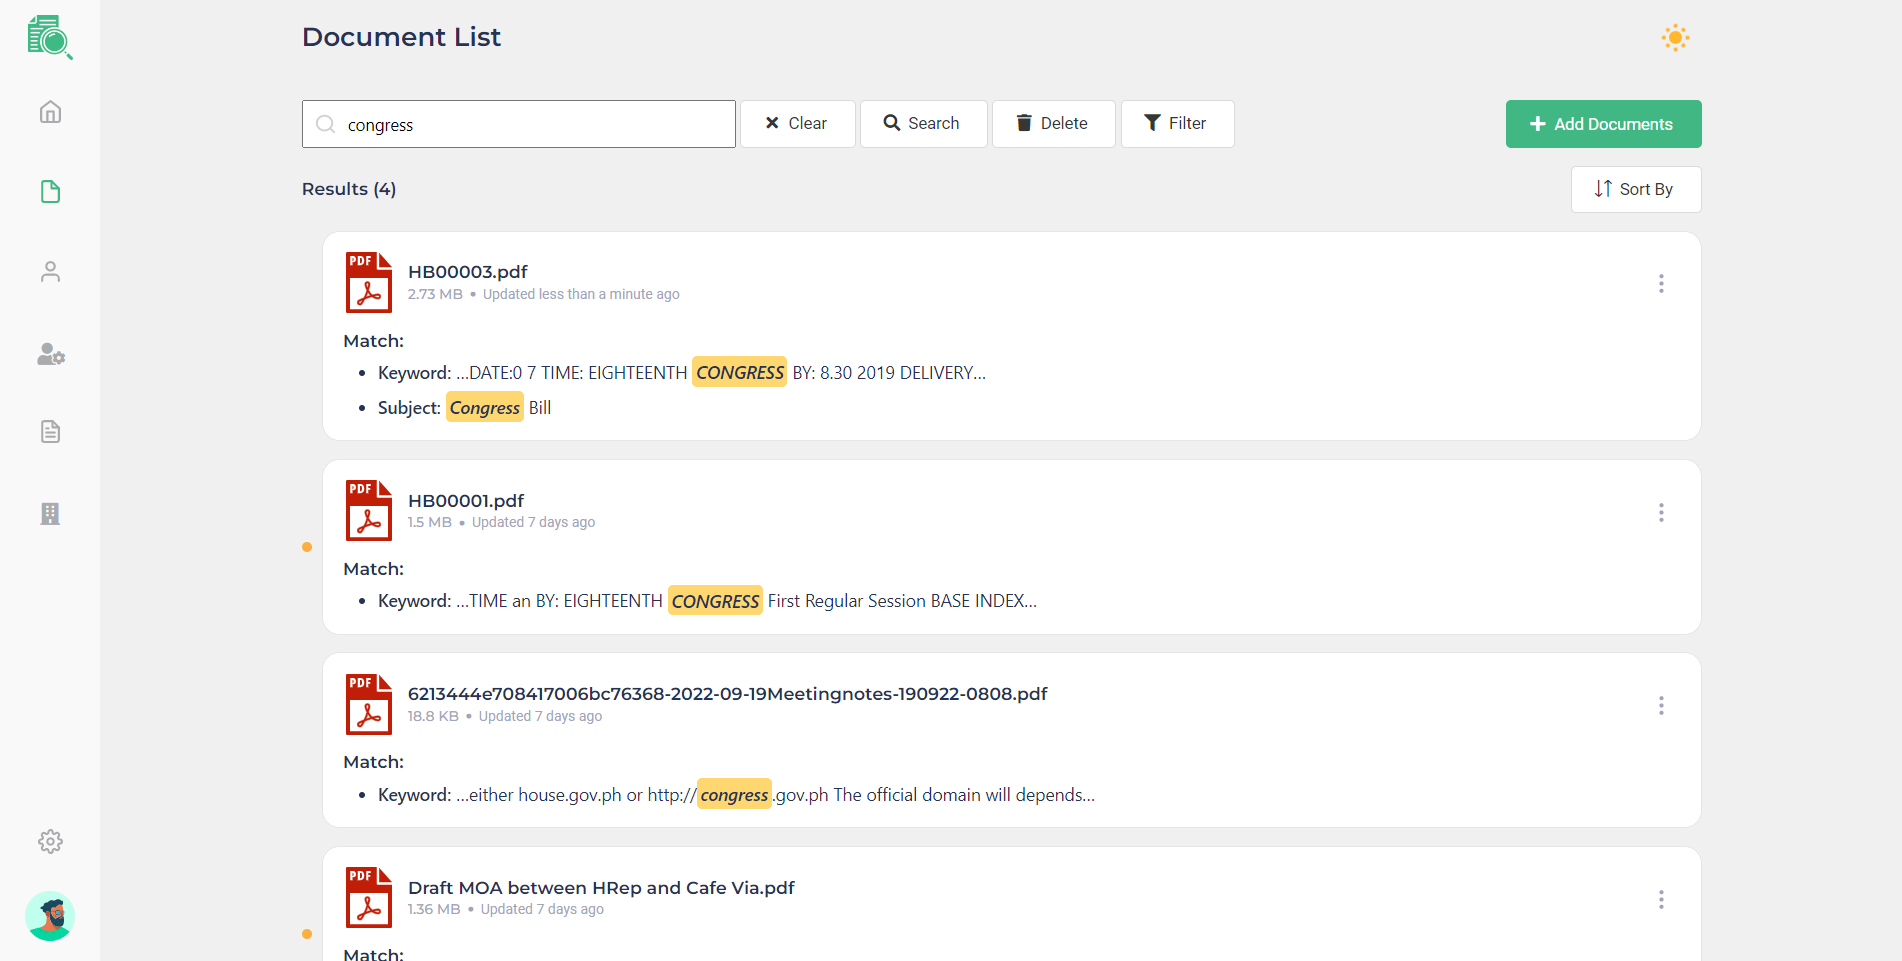 Document List
congress
Clear
Search
Delete
Filter
Add Documents
Results (4)
Sort By
PDF
HB00003.pdf
2.73 MB • Updated less than a minute ago
Match:
• Keyword: ...DATE:0 7 TIME: EIGHTEENTH CONGRESS BY: 8.30 2019 DELIVERY...
• Subject: Congress Bill
PDF
HB00001.pdf
1.5 MB • Updated 7 days ago
Match:
• Keyword: ...TIME an BY: EIGHTEENTH CONGRESS First Regular Session BASE INDEX...
PDF
6213444e708417006bc76368-2022-09-19Meetingnotes-190922-0808.pdf
18.8 KB • Updated 7 days ago
Match:
• Keyword: ...either house.gov.ph or http://congress.gov.ph The official domain will depends...
PDF
Draft MOA between HRep and Cafe Via.pdf
1.36 MB • Updated 7 days ago
Match: